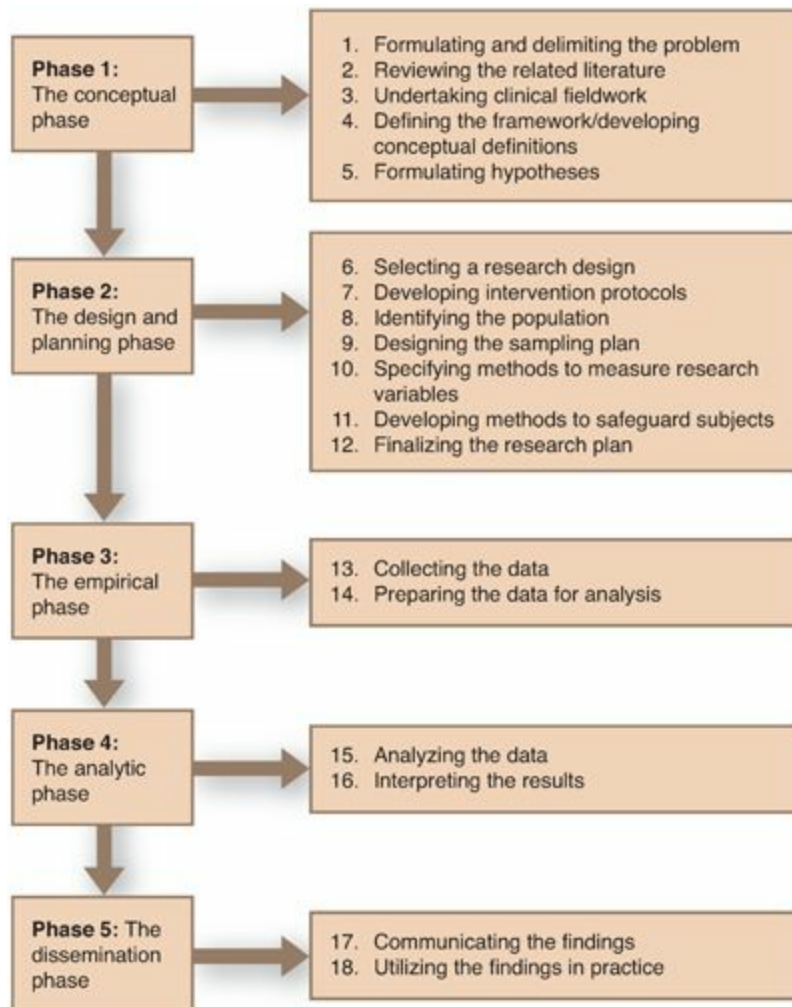 Phase 1:
The conceptual
phase
1. Formulating and delimiting the problem
2. Reviewing the related literature
3. Undertaking clinical fieldwork
4. Defining the framework/developing
conceptual definitions
5. Formulating hypotheses
Phase 2:
The design and
planning phase
6. Selecting a research design
7. Developing intervention protocols
8. Identifying the population
9. Designing the sampling plan
10. Specifying methods to measure research
variables
11. Developing methods to safeguard subjects
12. Finalizing the research plan
Phase 3:
The empirical
phase
13. Collecting the data
14. Preparing the data for analysis
Phase 4:
The analytic
phase
15. Analyzing the data
16. Interpreting the results
Phase 5: The
dissemination
phase
17. Communicating the findings
18. Utilizing the findings in practice